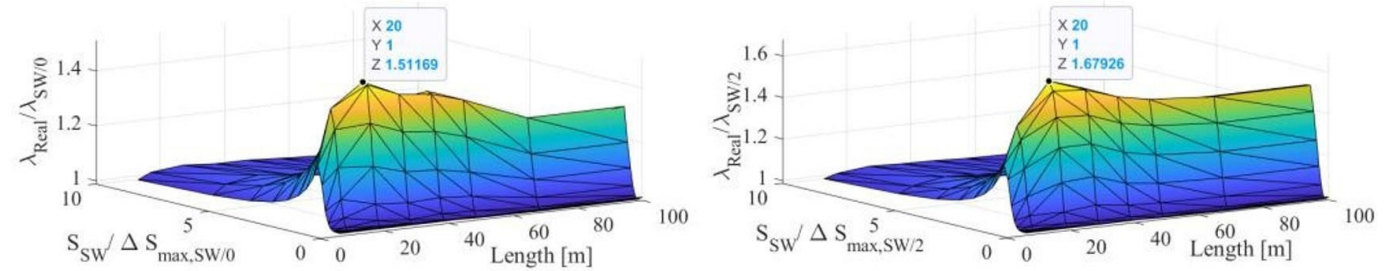 X 20
Y 1
Z 1.51169
λReal/λSW/0
1.4
1.2
1
10
5
0
SSW/ Δ Smax,SW/0
0
20
40
60
80
100
Length [m]
X 20
Y 1
Z 1.67926
λReal/λSW/2
1.6
1.4
1.2
1
10
5
0
SSW/ Δ Smax,SW/2
0
20
40
60
80
100
Length [m]